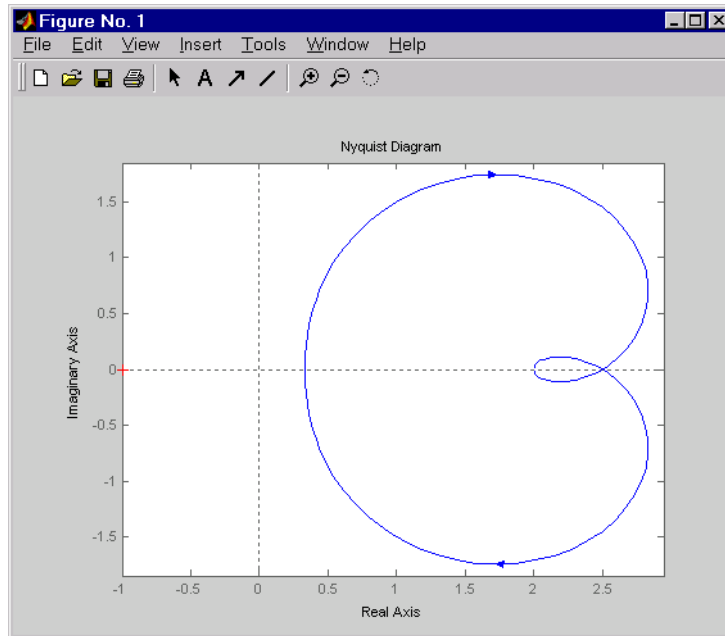 Figure No. 1
File Edit View Insert Tools Window Help
A
Nyquist Diagram
Imaginary Axis
1.5
1
0.5
0
-0.5
-1
-1.5
-1 -0.5 0 0.5 1 1.5 2 2.5
Real Axis